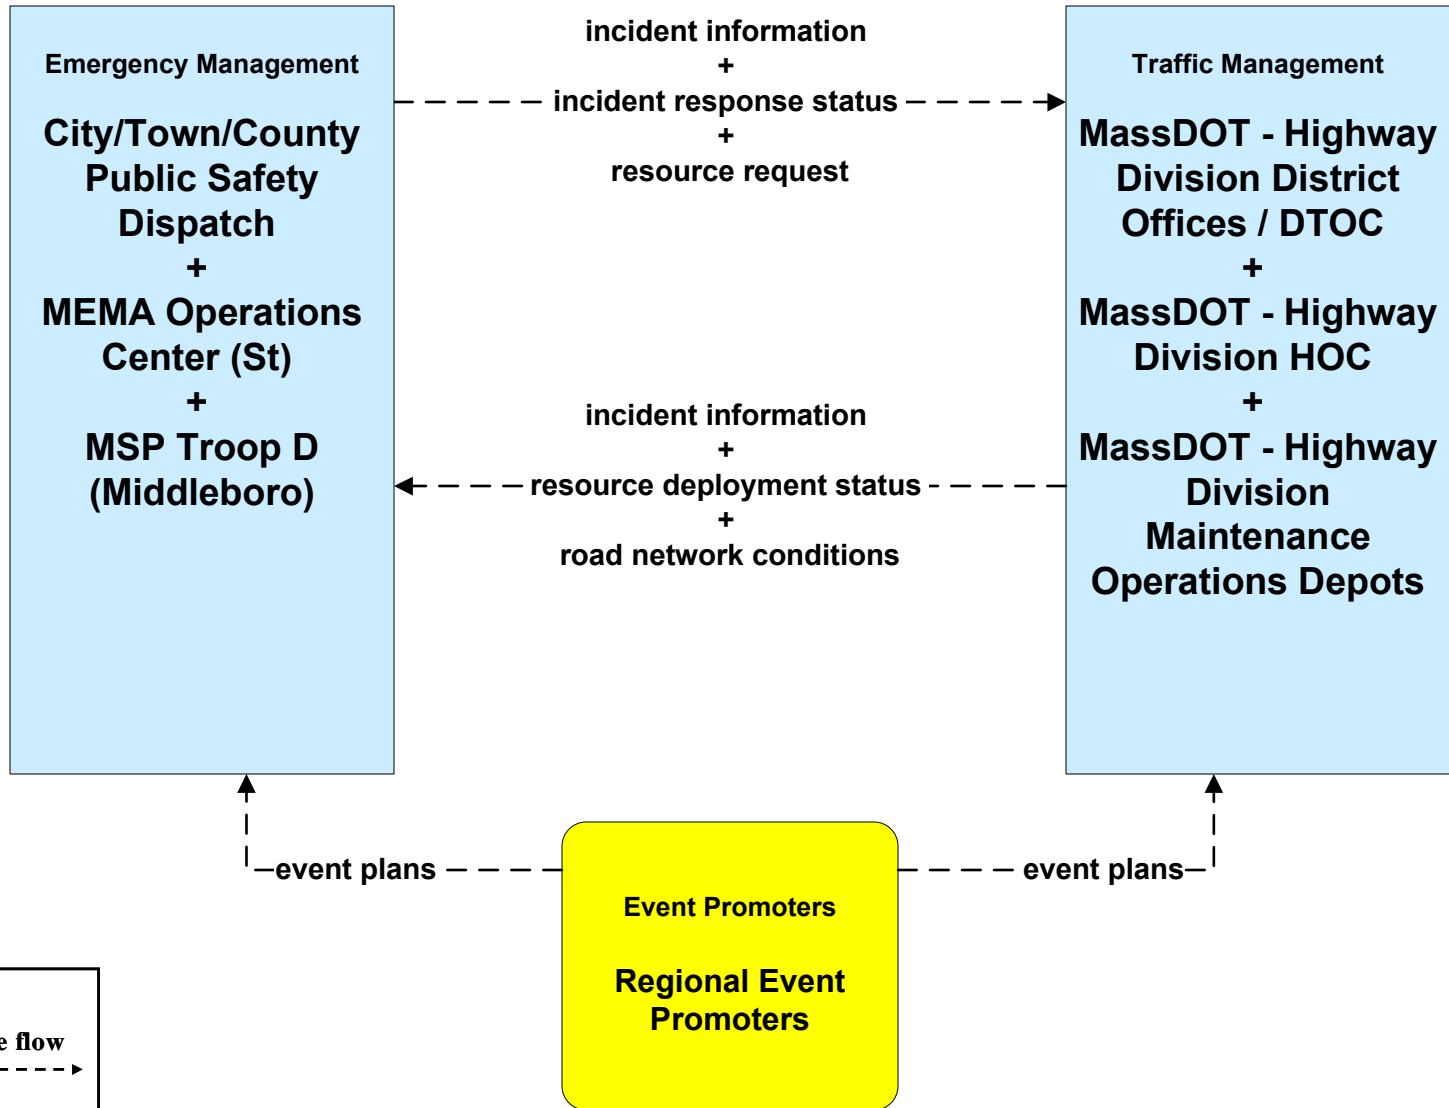 Emergency Management
City/Town/County
Public Safety
Dispatch
+
MEMA Operations
Center (St)
+
MSP Troop D
(Middleboro)
incident information
+
incident response status
+
resource request
incident information
+
resource deployment status
+
road network conditions
Traffic Management
MassDOT - Highway
Division District
Offices / DTOC
+
MassDOT - Highway
Division HOC
+
MassDOT - Highway
Division
Maintenance
Operations Depots
event plans
event plans
Event Promoters
Regional Event
Promoters
flow